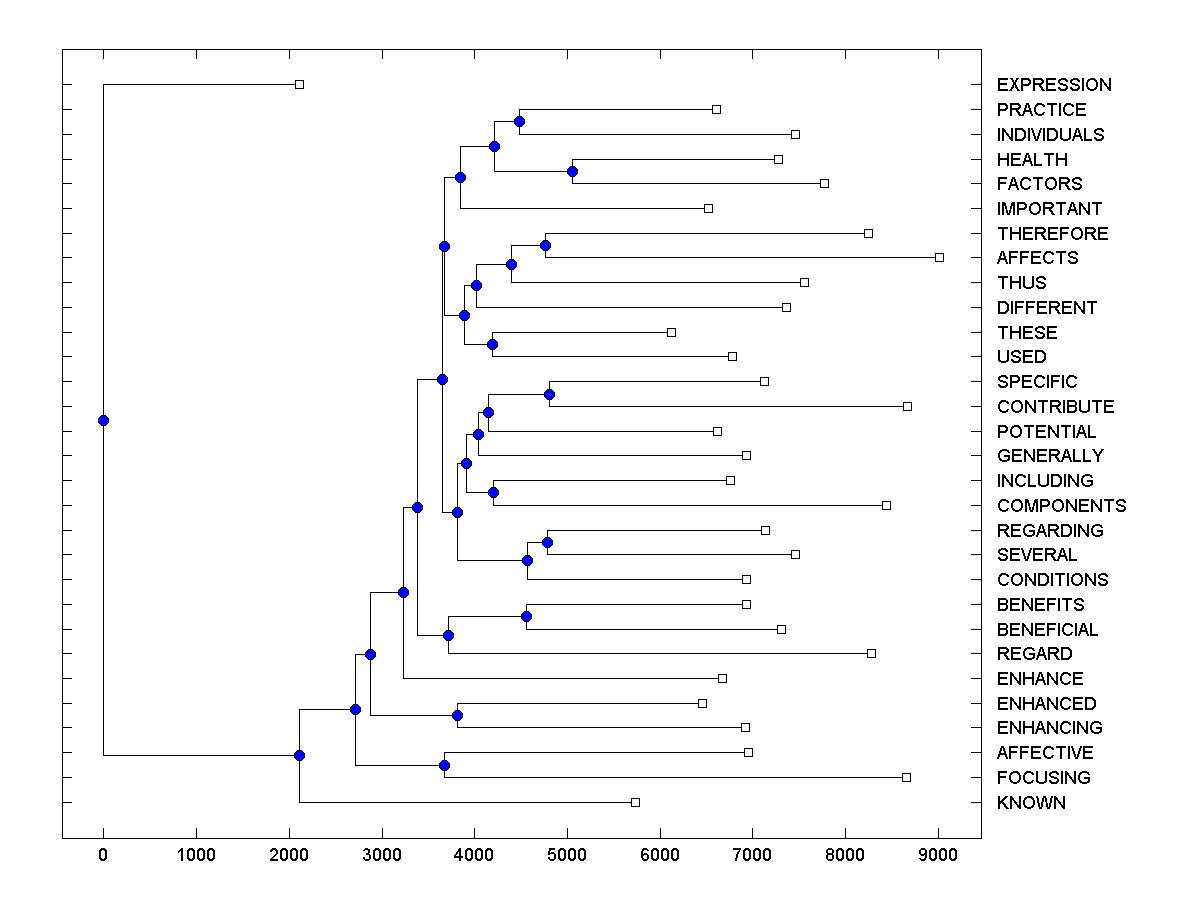 EXPRESSION
PRACTICE
INDIVIDUALS
HEALTH
FACTORS
IMPORTANT
THEREFORE
AFFECTS
THUS
DIFFERENT
THESE
USED
SPECIFIC
CONTRIBUTE
POTENTIAL
GENERALLY
INCLUDING
COMPONENTS
REGARDING
SEVERAL
CONDITIONS
BENEFITS
BENEFICIAL
REGARD
ENHANCE
ENHANCED
ENHANCING
AFFECTIVE
FOCUSING
KNOWN
0 1000 2000 3000 4000 5000 6000 7000 8000 9000